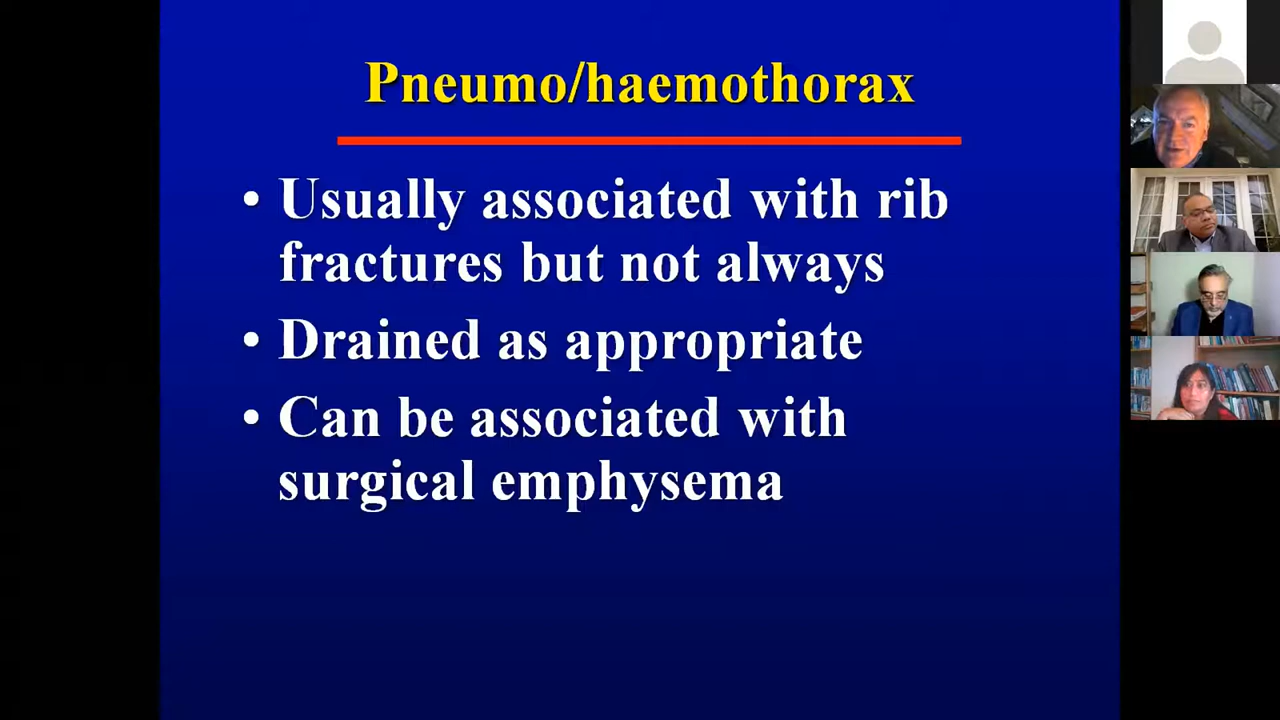 Pneumo/haemothorax
• Usually associated with rib
fractures but not always
• Drained as appropriate
• Can be associated with
surgical emphysema